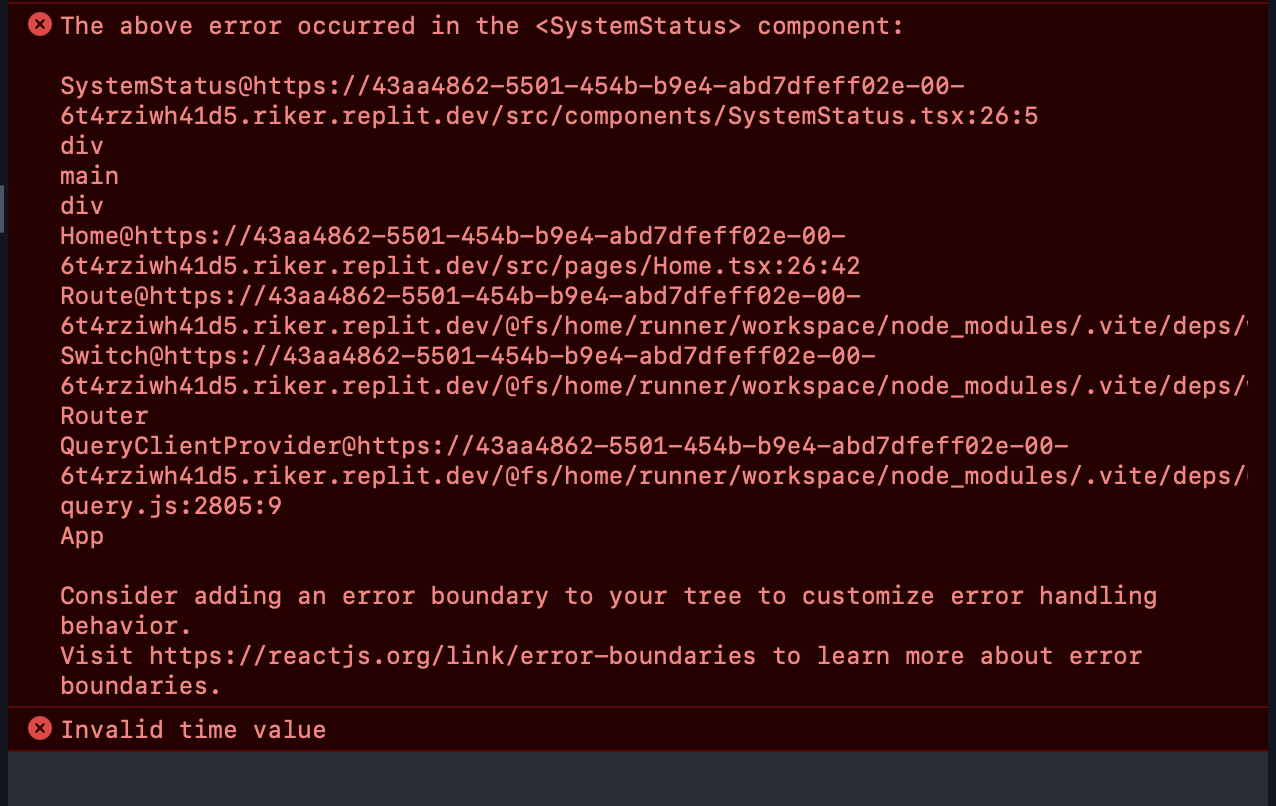 The above error occurred in the <SystemStatus> component:
SystemStatus@https://43aa4862-5501-454b-b9e4-abd7dfeff02e-00-
6t4rziwh41d5.riker.replit.dev/src/components/SystemStatus.tsx:26:5
div
main
div
Home@https://43aa4862-5501-454b-b9e4-abd7dfeff02e-00-
6t4rziwh41d5.riker.replit.dev/src/pages/Home.tsx:26:42
Route@https://43aa4862-5501-454b-b9e4-abd7dfeff02e-00-
6t4rziwh41d5.riker.replit.dev/@fs/home/runner/workspace/node_modules/.vite/deps/
Switch@https://43aa4862-5501-454b-b9e4-abd7dfeff02e-00-
6t4rziwh41d5.riker.replit.dev/@fs/home/runner/workspace/node_modules/.vite/deps/
Router
QueryClientProvider@https://43aa4862-5501-454b-b9e4-abd7dfeff02e-00-
6t4rziwh41d5.riker.replit.dev/@fs/home/runner/workspace/node_modules/.vite/deps/
query.js:2805:9
App
Consider adding an error boundary to your tree to customize error handling
behavior.
Visit https://reactjs.org/link/error-boundaries to learn more about error
boundaries.
Invalid time value